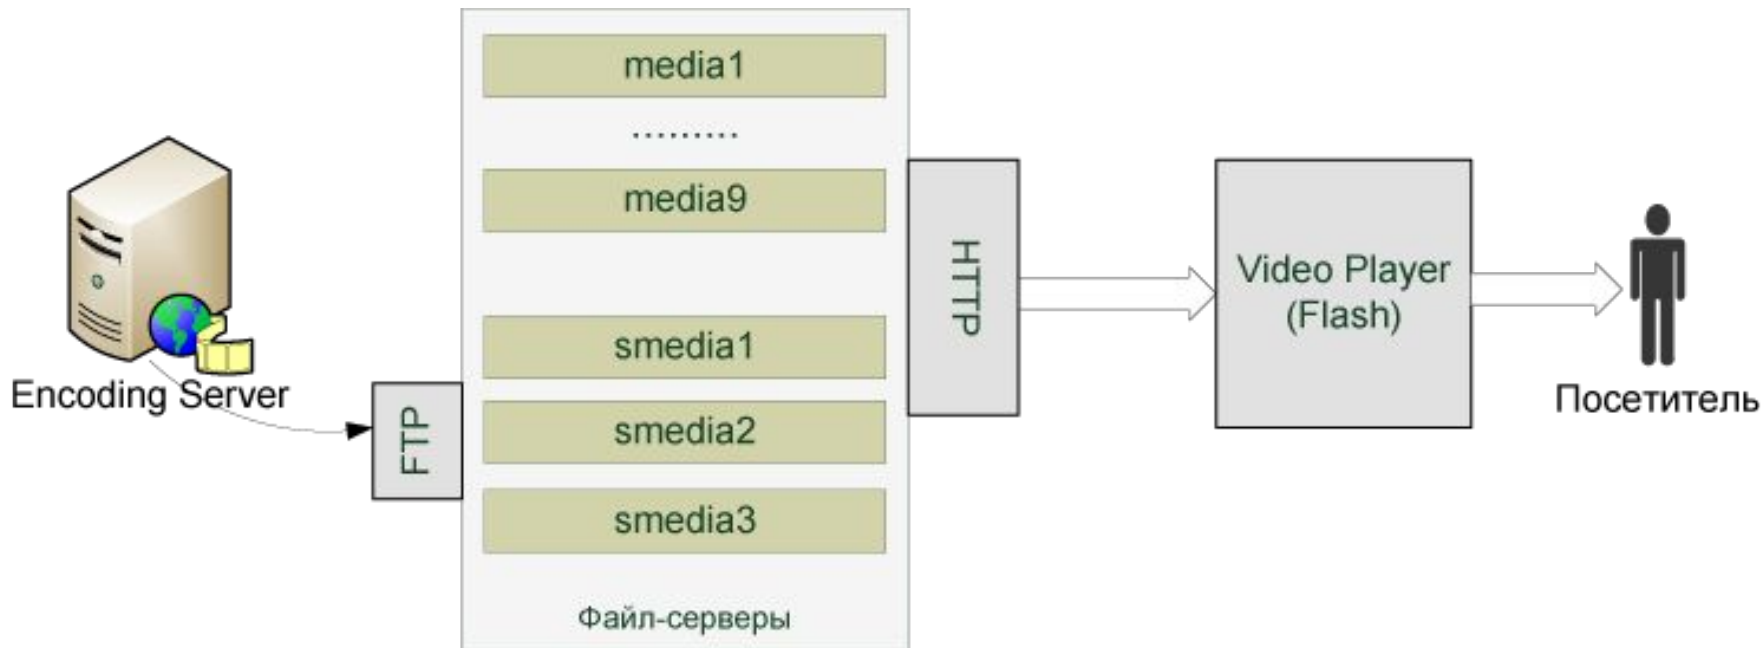 media1
.........
media9
smedia1
smedia2
smedia3
Файл-серверы
Encoding Server
FTP
HTTP
Video Player
(Flash)
Посетитель